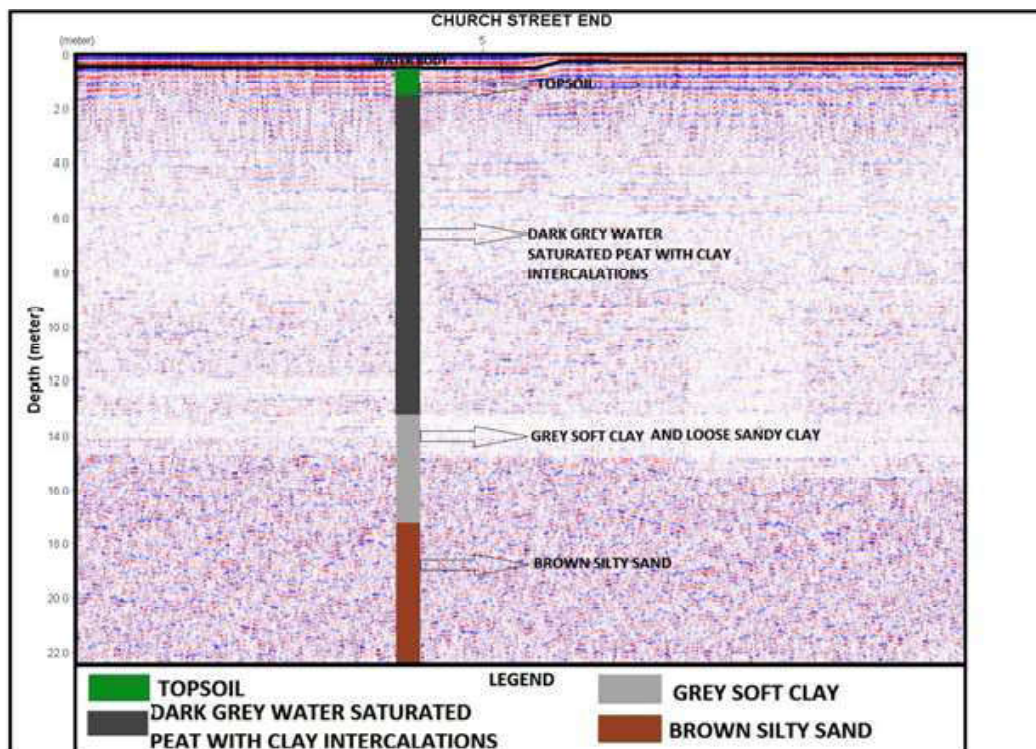 CHURCH STREET END
(meter)
5
0
WATER BODY
TOPSOIL
2.0
4.0
6.0
DARK GREY WATER
SATURATED PEAT WITH CLAY
INTERCALATIONS
8.0
10.0
12.0
14.0
GREY SOFT CLAY AND LOOSE SANDY CLAY
16.0
18.0
BROWN SILTY SAND
20.0
22.0
Depth (meter)
LEGEND
TOPSOIL
DARK GREY WATER SATURATED
PEAT WITH CLAY INTERCALATIONS
GREY SOFT CLAY
BROWN SILTY SAND